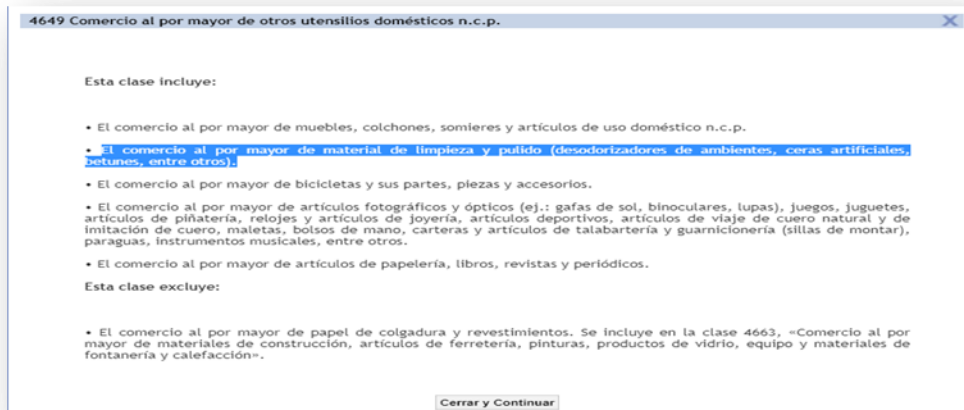 4649 Comercio al por mayor de otros utensilios domésticos n.c.p.
Esta clase incluye:
• El comercio al por mayor de muebles, colchones, somieres y artículos de uso doméstico n.c.p.
• El comercio al por mayor de material de limpieza y pulido (desodorizadores de ambientes, ceras artificiales,
betunes, entre otros).
• El comercio al por mayor de bicicletas y sus partes, piezas y accesorios.
• El comercio al por mayor de artículos fotográficos y ópticos (ej.: gafas de sol, binoculares, lupas), juegos, juguetes,
artículos de piñatería, relojes y artículos de joyería, artículos deportivos, artículos de viaje de cuero natural y de
imitación de cuero, maletas, bolsos de mano, carteras y artículos de talabartería y guarnicionería (sillas de montar),
paraguas, instrumentos musicales, entre otros.
• El comercio al por mayor de artículos de papelería, libros, revistas y periódicos.
Esta clase excluye:
• El comercio al por mayor de papel de colgadura y revestimientos. Se incluye en la clase 4663, «Comercio al por
mayor de materiales de construcción, artículos de ferretería, pinturas, productos de vidrio, equipo y materiales de
fontanería y calefacción».
Cerrar y Continuar